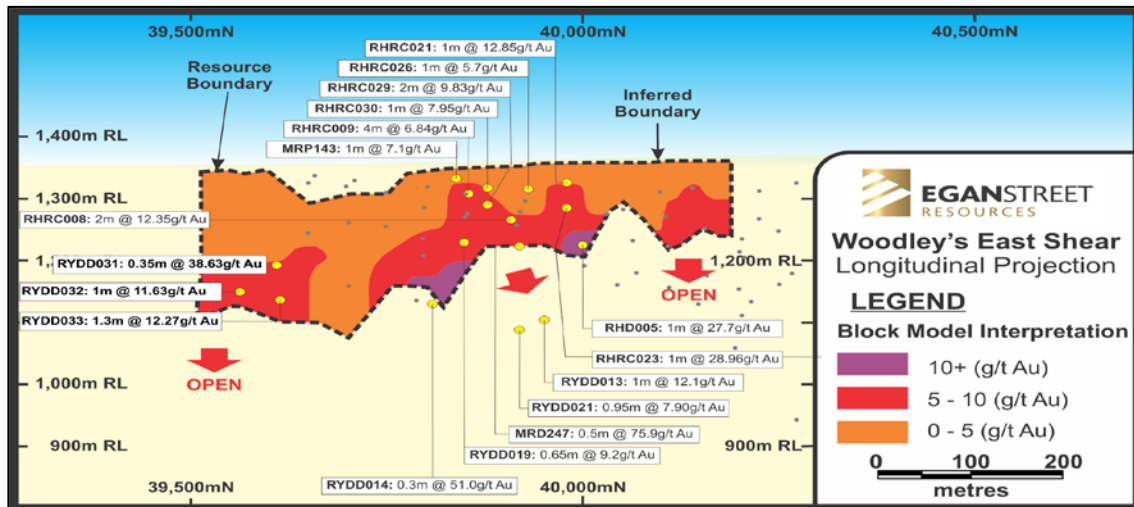 39,500mN
40,000mN
40,500mN
RHRC021: 1m @ 12.85g/t Au
RHRC026: 1m @ 5.7g/t Au
RHRC029: 2m @ 9.83g/t Au
RHRC030: 1m @ 7.95g/t Au
RHRC009: 4m @ 6.84g/t Au
MRP143: 1m @ 7.1g/t Au
Resource
Boundary
Inferred
Boundary
1,400m RL
1,300m RL
RHRC008: 2m @ 12.35g/t Au
RYDD031: 0.35m @ 38.63g/t Au
1,200m RL
RYDD032: 1m @ 11.63g/t Au
RYDD033: 1.3m @ 12.27g/t Au
OPEN
OPEN
RHD005: 1m @ 27.7g/t Au
RHRC023: 1m @ 28.96g/t Au
RYDD013: 1m @ 12.1g/t Au
RYDD021: 0.95m @ 7.90g/t Au
MRD247: 0.5m @ 75.9g/t Au
RYDD019: 0.65m @ 9.2g/t Au
RYDD014: 0.3m @ 51.0g/t Au
1,000m RL
900m RL
900m RL
39,500mN
40,000mN
EGANSTREET
RESOURCES
Woodley's East Shear
Longitudinal Projection
LEGEND
Block Model Interpretation
10+ (g/t Au)
5 - 10 (g/t Au)
0 - 5 (g/t Au)
0 100 200
metres